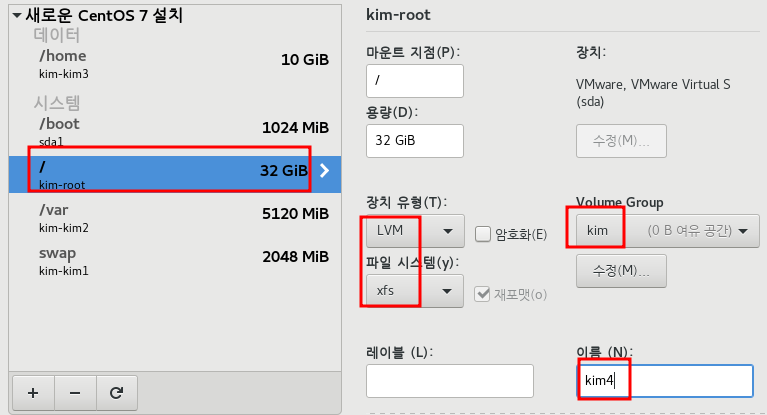 새로운 CentOS 7 설치
데이터
/home
10 GiB
kim-kim3
시스템
/boot
1024 MiB
sda1
/
32 GiB
kim-root
/var
5120 MiB
kim-kim2
swap
2048 MiB
kim-kim1
kim-root
마운트 지점(P):
/
용량(D):
32 GiB
장치:
VMware, VMware Virtual S
(sda)
수정(M)...
장치 유형(T):
LVM
암호화(E)
파일 시스템(y):
xfs
재포맷(o)
Volume Group
kim (0 B 여유 공간)
수정(M)...
레이블 (L):
이름 (N):
kim4